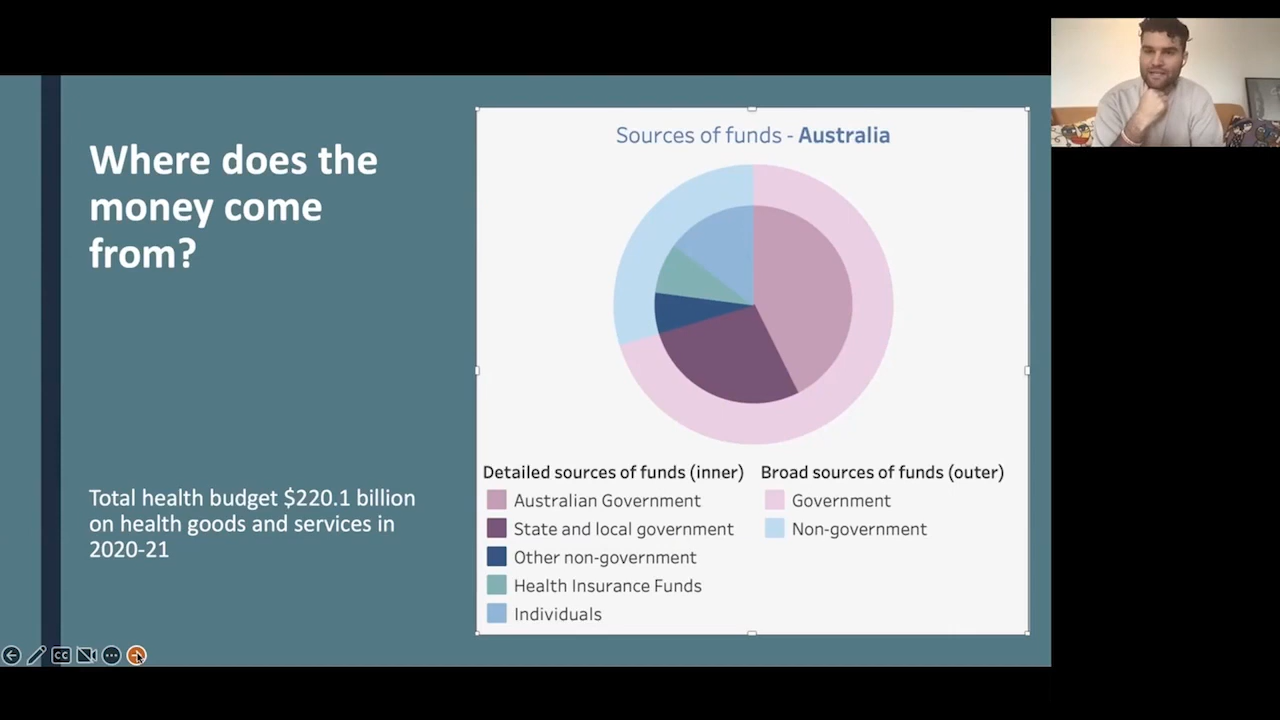 Where does the
money come
from?
Total health budget $220.1 billion
on health goods and services in
2020-21
Sources of funds - Australia
Detailed sources of funds (inner)
Australian Government
State and local government
Other non-government
Health Insurance Funds
Individuals
Broad sources of funds (outer)
Government
Non-government
CC